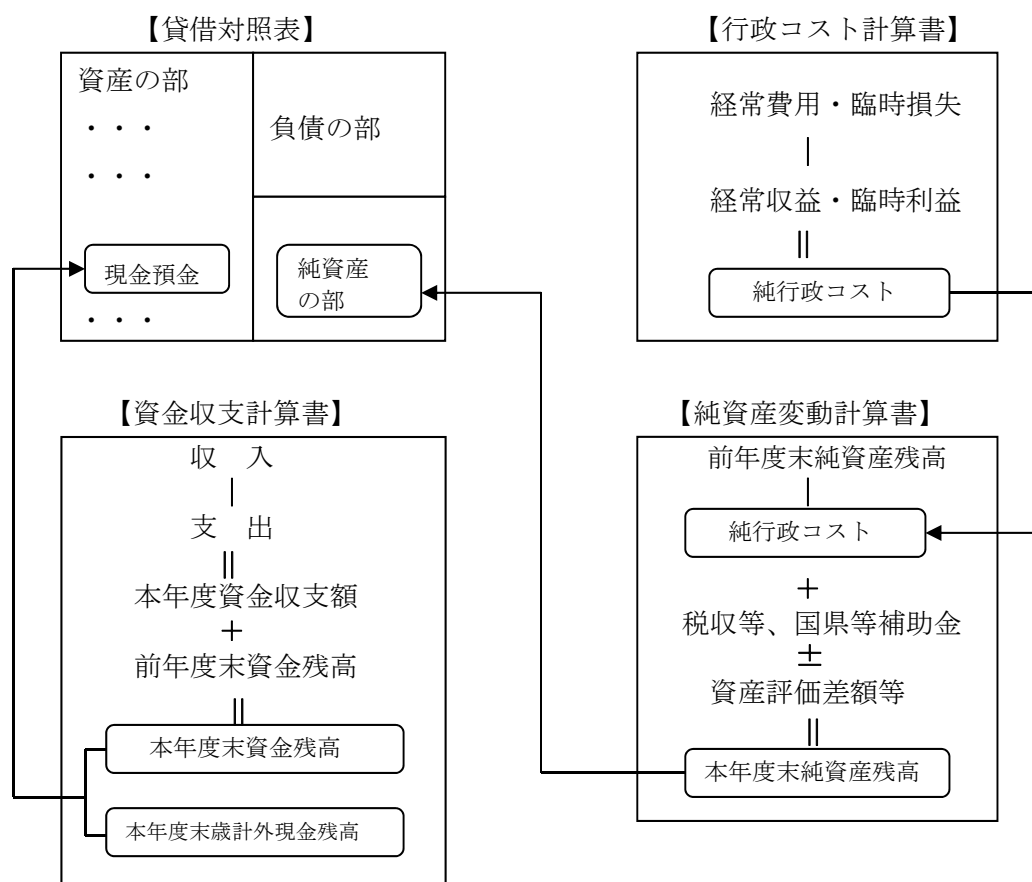 【貸借対照表】
資産の部
・・・
・・・
現金預金
・・・
負債の部
純資産
の部
【行政コスト計算書】
経常費用・臨時損失
－
経常収益・臨時利益
＝
純行政コスト
【資金収支計算書】
収　入
－
支　出
＝
本年度資金収支額
＋
前年度末資金残高
＝
本年度末資金残高
本年度末歳計外現金残高
【純資産変動計算書】
前年度末純資産残高
－
純行政コスト
＋
税収等、国県等補助金
±
資産評価差額等
＝
本年度末純資産残高